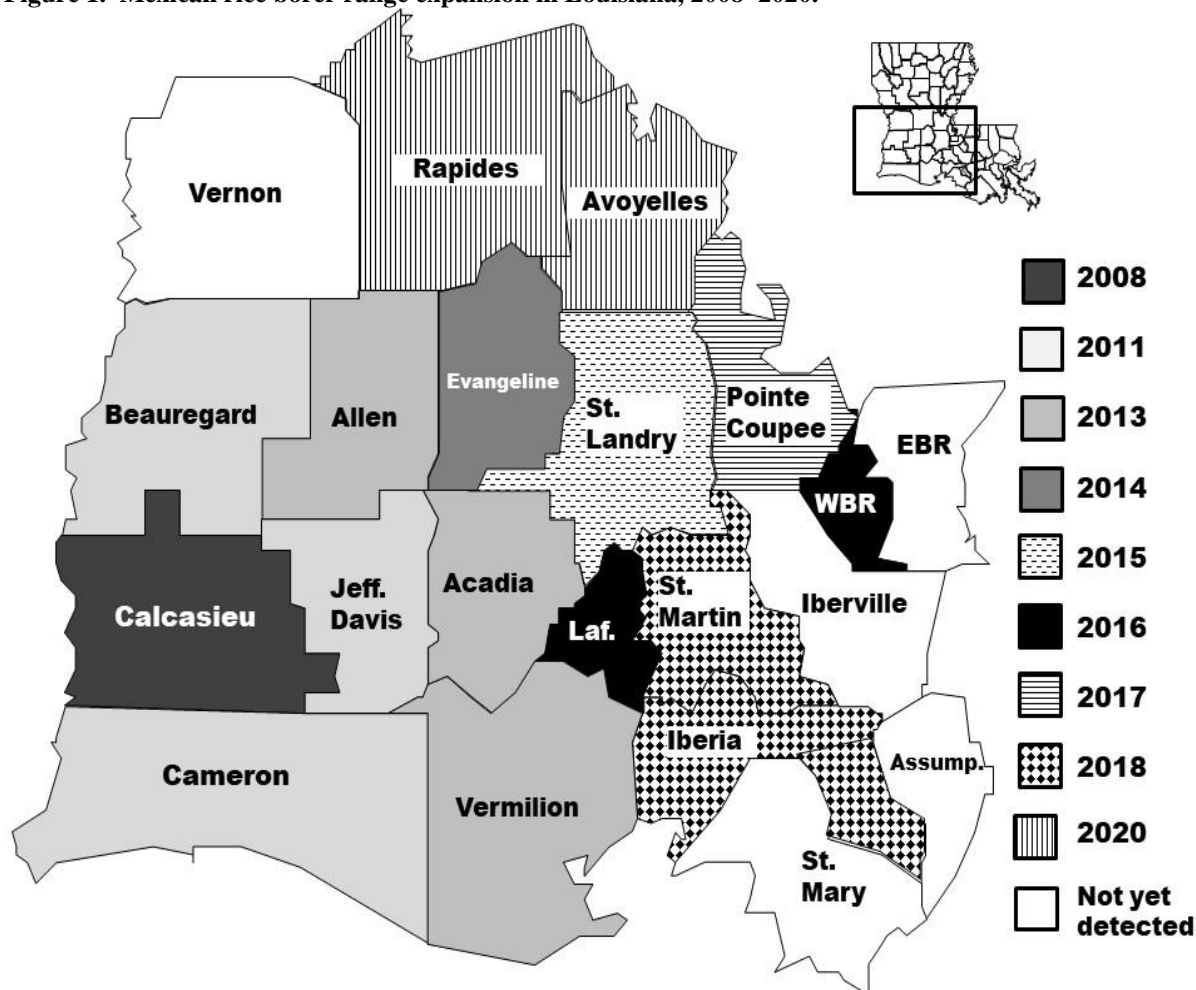 Figure 1. Mexican rice borer range expansion in Louisiana, 2008–2020.
Rapides
Vernon
Avoyelles
2008
2011
Evangeline
Pointe
Coupee
Beauregard
Allen
St.
Landry
2013
EBR
2014
WBR
2015
Acadia
Jeff.
Davis
St.
Martin
Iberville
Calcasieu
Laf.
2016
2017
Iberia
Assump.
2018
Cameron
Vermilion
2020
St.
Mary
Not yet
detected